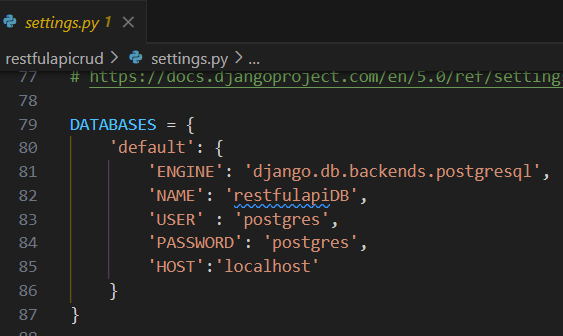 settings.py 1
restfulapicrud > settings.py > ...
77 # https://docs.djangoproject.com/en/5.0/ref/setting
78
79 DATABASES = {
80     'default': {
81         'ENGINE': 'django.db.backends.postgresql',
82         'NAME': 'restfulapiDB',
83         'USER' : 'postgres',
84         'PASSWORD': 'postgres',
85         'HOST':'localhost'
86     }
87 }